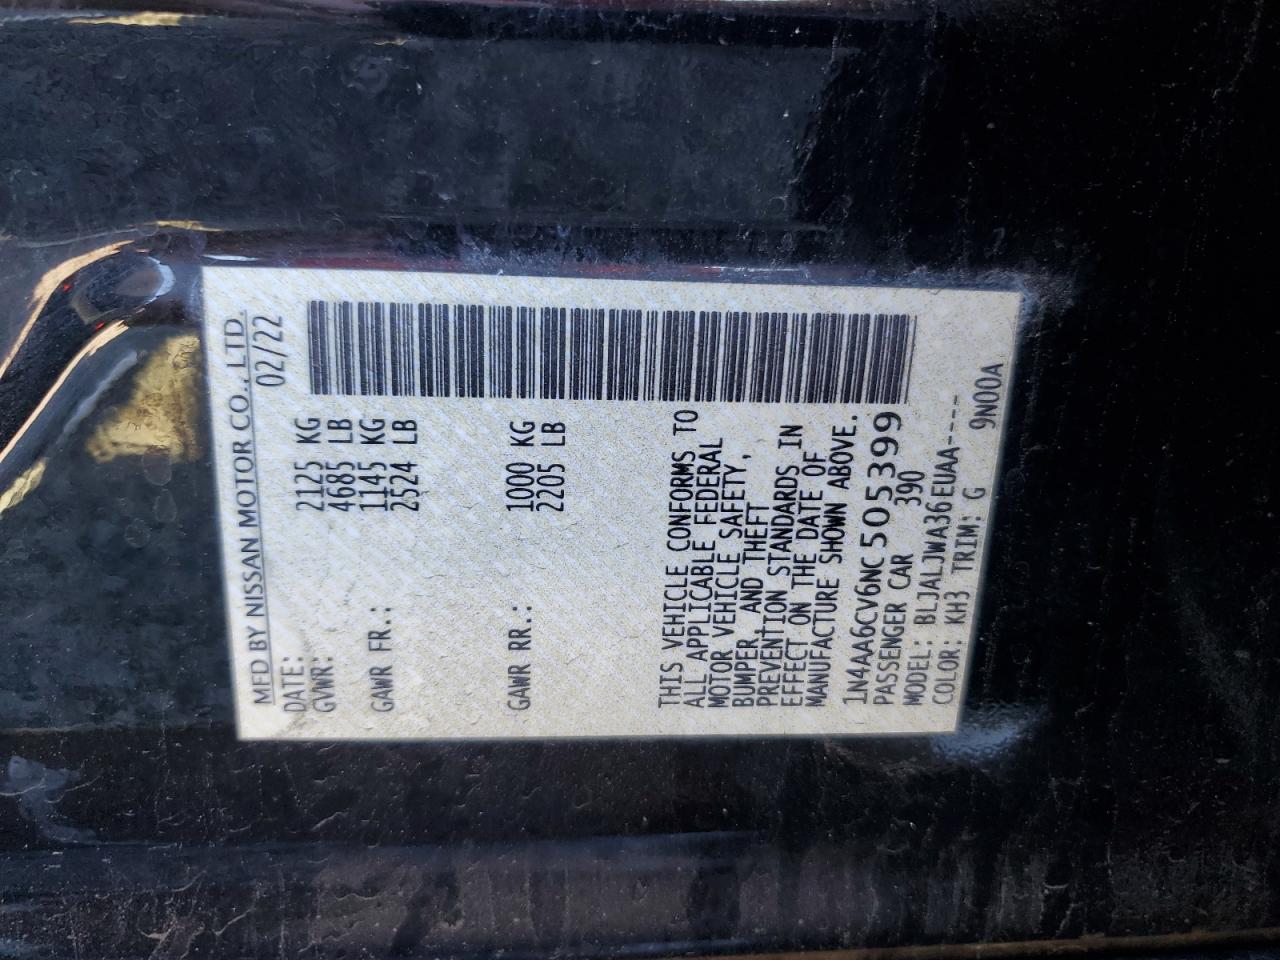 MFD BY NISSAN MOTOR CO., LTD.
DATE: 02/22
GVWR: 2125 KG
4685 LB
GAWR FR.: 1145 KG
2524 LB
GAWR RR.: 1000 KG
2205 LB
THIS VEHICLE CONFORMS TO
ALL APPLICABLE FEDERAL
MOTOR VEHICLE SAFETY,
BUMPER, AND THEFT
PREVENTION STANDARDS IN
EFFECT ON THE DATE OF
MANUFACTURE SHOWN ABOVE.
1N4AA6CV6NC505399
PASSENGER CAR 390
MODEL: BLJALJWA36EUAA----
COLOR: KH3 TRIM: G 9N00A